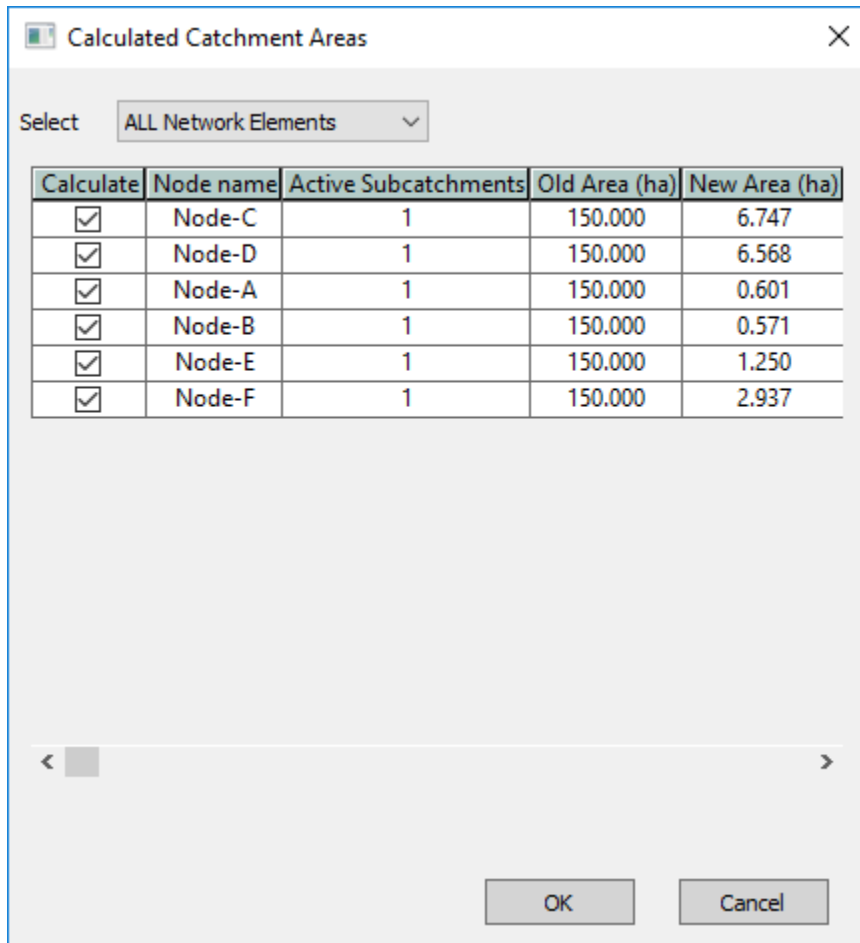 Calculated Catchment Areas
Select ALL Network Elements
Calculate Node name Active Subcatchments Old Area (ha) New Area (ha)
Node-C 1 150.000 6.747
Node-D 1 150.000 6.568
Node-A 1 150.000 0.601
Node-B 1 150.000 0.571
Node-E 1 150.000 1.250
Node-F 1 150.000 2.937
OK Cancel